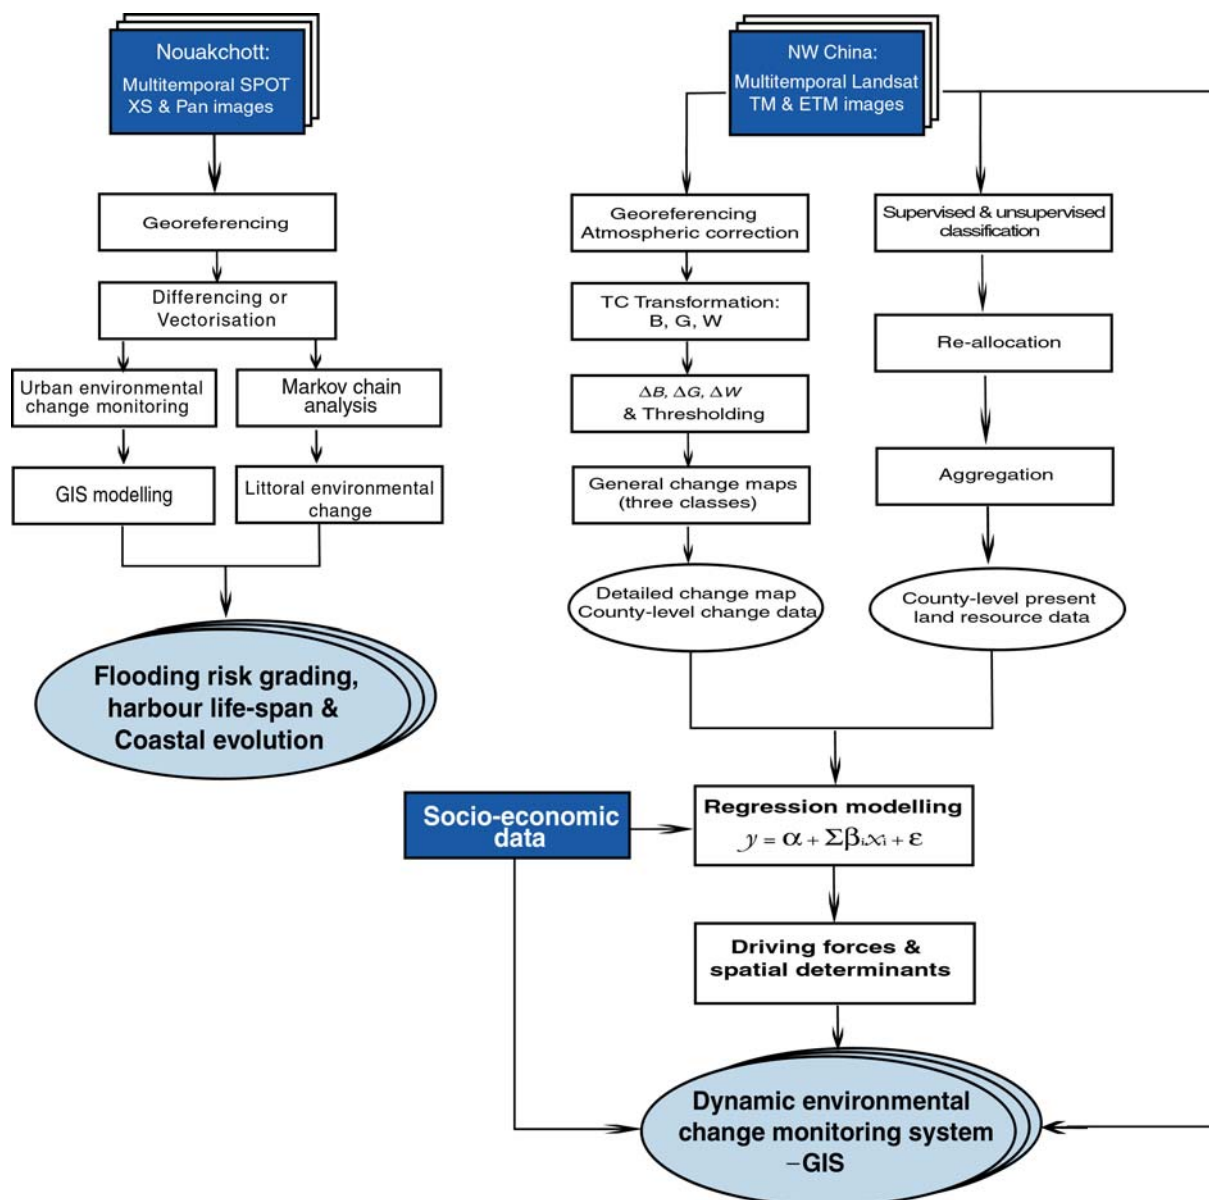 Nouakchott:
Multitemporal SPOT
XS & Pan images
Georeferencing
Differencing or
Vectorisation
Urban environmental
change monitoring
Markov chain
analysis
GIS modelling
Littoral environmental
change
Flooding risk grading,
harbour life-span &
Coastal evolution
NW China:
Multitemporal Landsat
TM & ETM images
Georeferencing
Atmospheric correction
TC Transformation:
B, G, W
ΔB, ΔG, ΔW
& Thresholding
General change maps
(three classes)
Detailed change map
County-level change data
Supervised & unsupervised
classification
Re-allocation
Aggregation
County-level present
land resource data
Socio-economic
data
Regression modelling
y = α + Σβᵢxᵢ + ε
Driving forces &
spatial determinants
Dynamic environmental
change monitoring system
–GIS